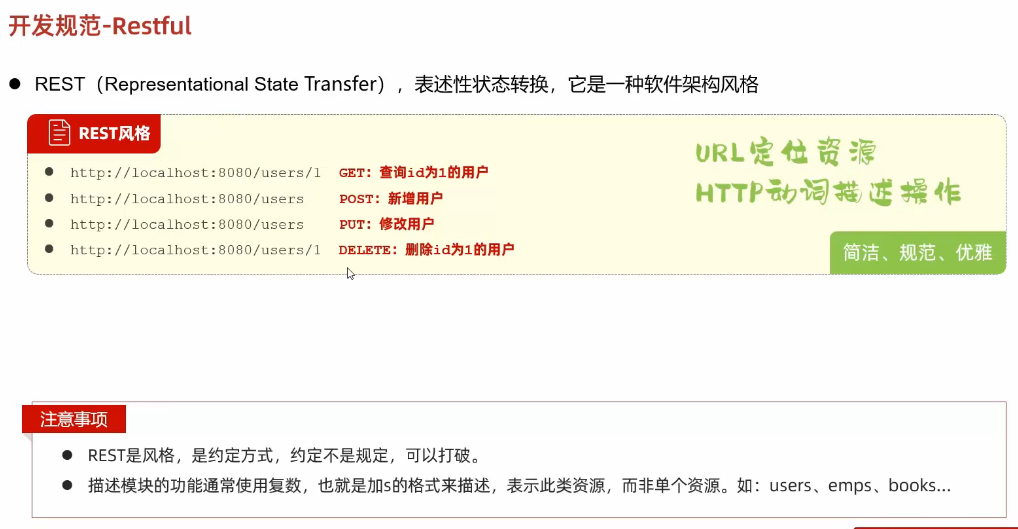 开发规范-Restful
● REST（Representational State Transfer），表述性状态转换，它是一种软件架构风格
REST风格
● http://localhost:8080/users/1 GET：查询id为1的用户
● http://localhost:8080/users POST：新增用户
● http://localhost:8080/users PUT：修改用户
● http://localhost:8080/users/1 DELETE：删除id为1的用户
URL定位资源
HTTP动词描述操作
简洁、规范、优雅
注意事项
● REST是风格，是约定方式，约定不是规定，可以打破。
● 描述模块的功能通常使用复数，也就是加s的格式来描述，表示此类资源，而非单个资源。如：users、emps、books…